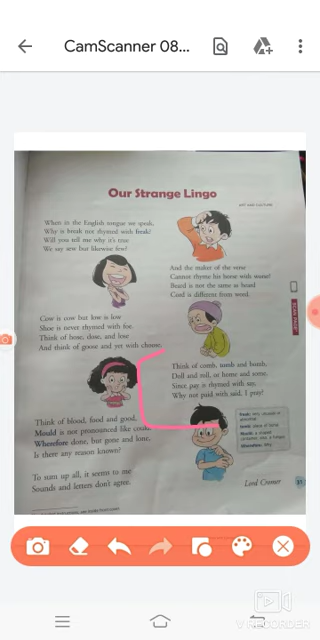 CamScanner 08...
Our Strange Lingo
When in the English tongue we speak,
Why is break not rhymed with freak?
Will you tell me why it's true
We say sew but likewise few?
And the maker of the verse
Cannot rhyme his horse with worse?
Beard is not the same as heard
Cord is different from word.
Cow is cow but low is low
Shoe is never rhymed with foe.
Think of hose, dose, and lose
And think of goose and yet with choose.
Think of comb, tomb and bomb,
Doll and roll, or home and some,
Since pay is rhymed with say,
Why not paid with said, I pray?
Think of blood, food and good,
Mould is not pronounced like could.
Wherefore done, but gone and lone,
Is there any reason known?
To sum up all, it seems to me
Sounds and letters don't agree.
Lord Cromer
31
V RECORDER